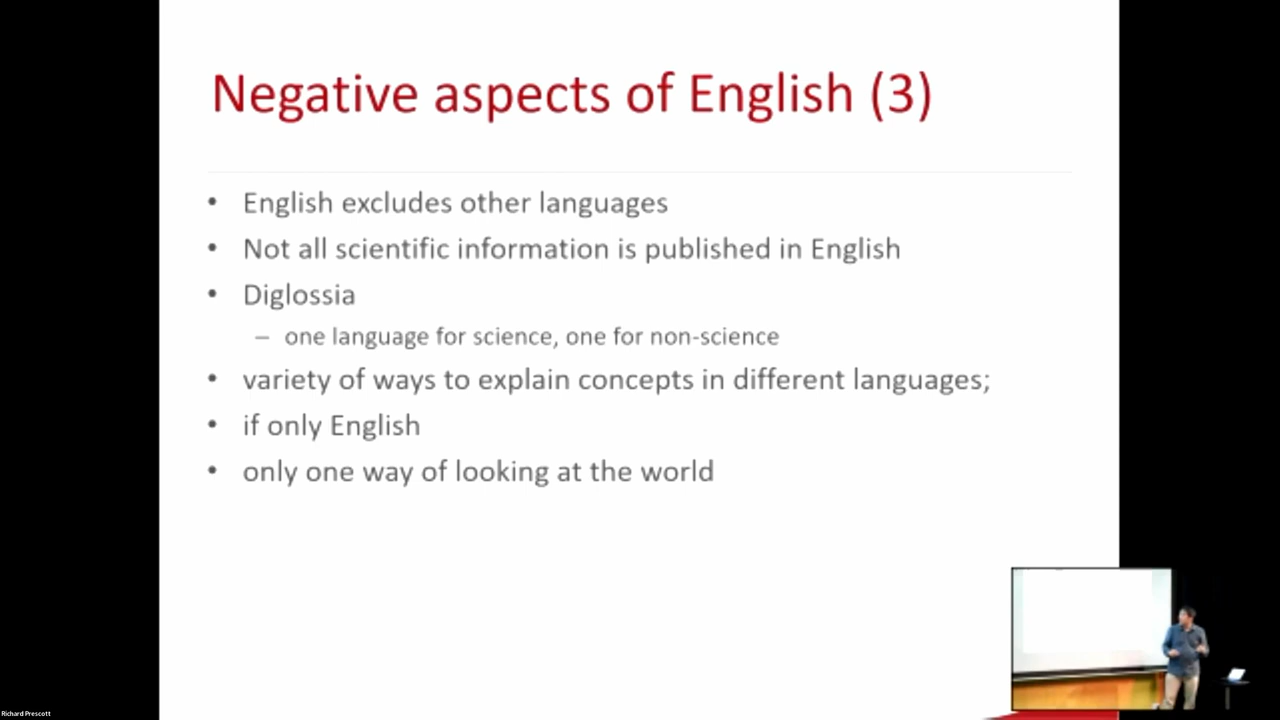 Negative aspects of English (3)
• English excludes other languages
• Not all scientific information is published in English
• Diglossia
– one language for science, one for non-science
• variety of ways to explain concepts in different languages;
• if only English
• only one way of looking at the world
Richard Prescott